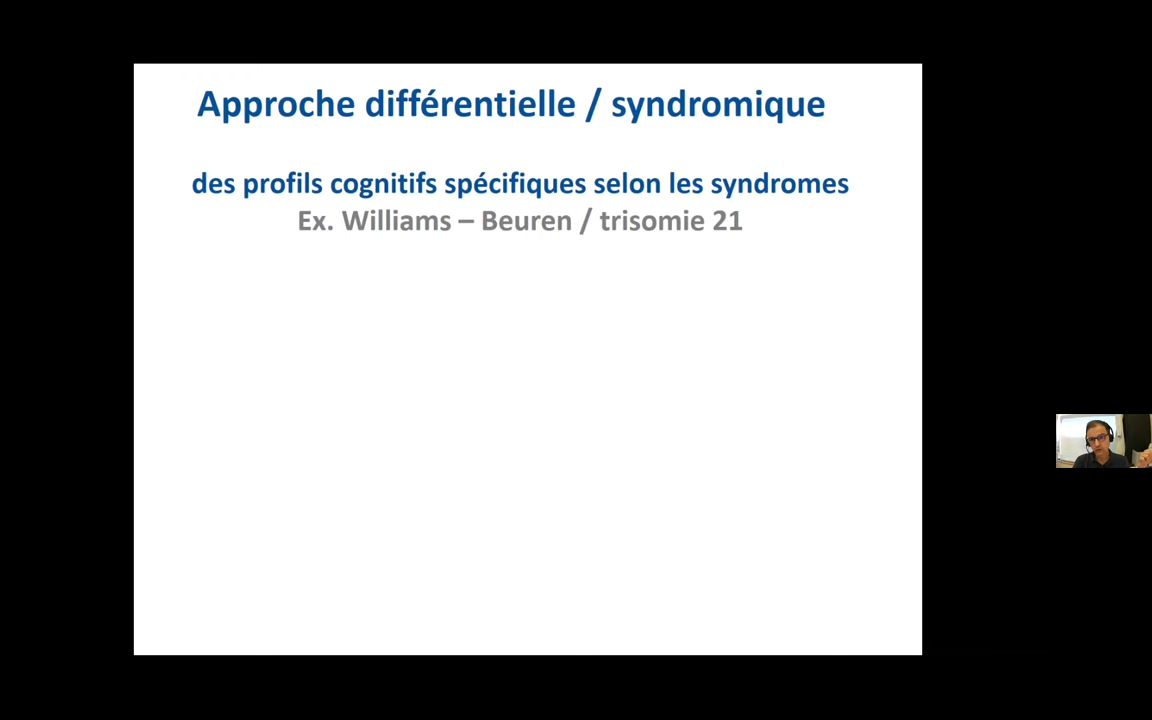 Approche différentielle / syndromique
des profils cognitifs spécifiques selon les syndromes
Ex. Williams – Beuren / trisomie 21